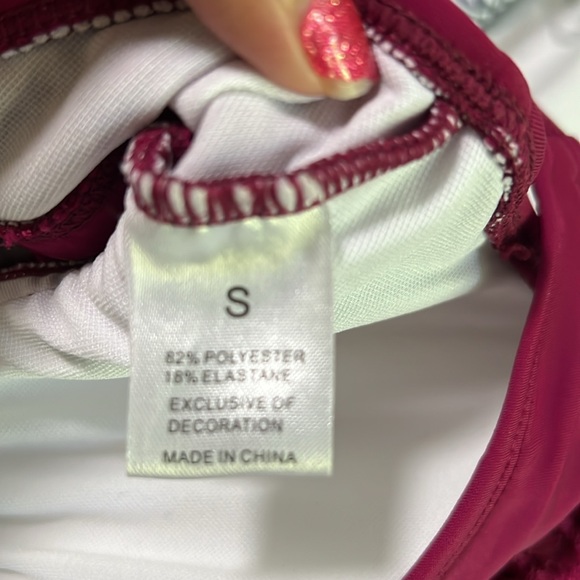 S
82% POLYESTER
18% ELASTANE
EXCLUSIVE OF
DECORATION
MADE IN CHINA